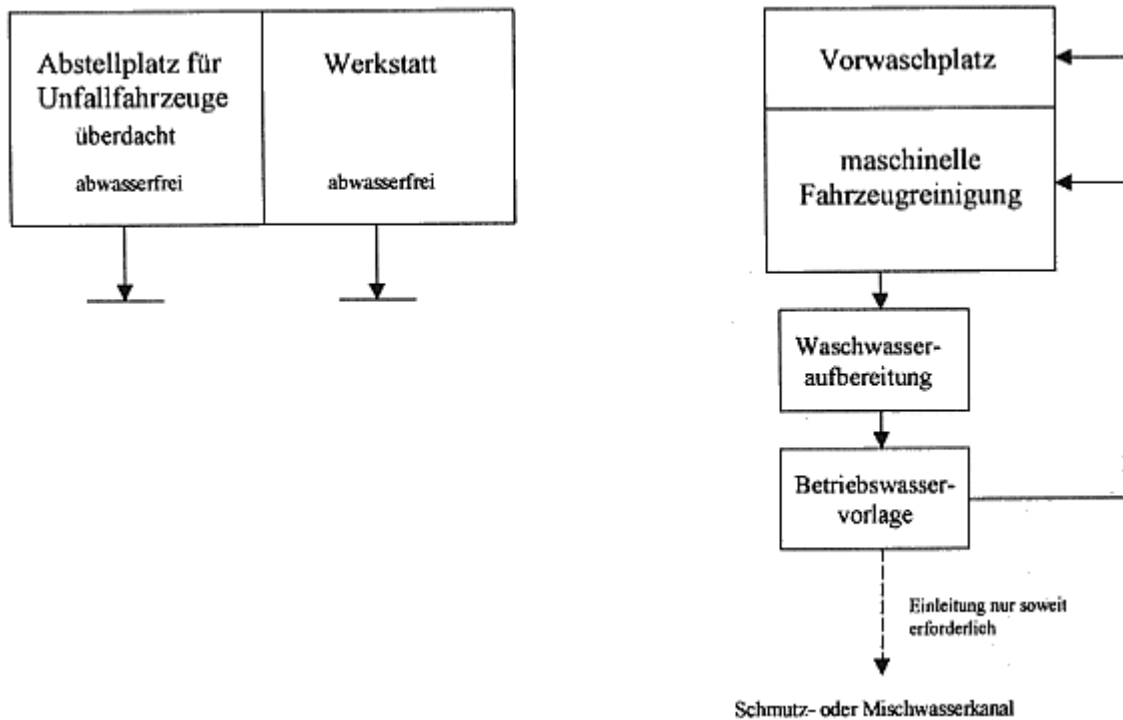 Abstellplatz für
Unfallfahrzeuge
überdacht
abwasserfrei
Werkstatt
abwasserfrei
Vorwaschplatz
maschinelle
Fahrzeugreinigung
Waschwasser-
aufbereitung
Betriebswasser-
vorlage
Einleitung nur soweit
erforderlich
Schmutz- oder Mischwasserkanal